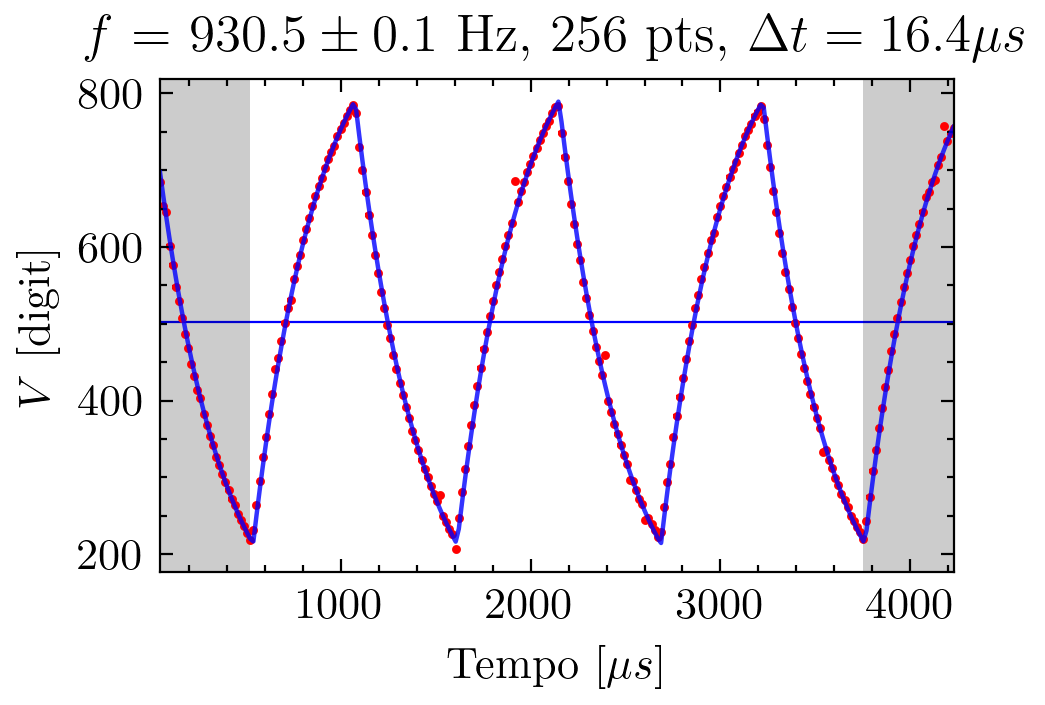 f = 930.5 ± 0.1 Hz, 256 pts, Δt = 16.4μs
800
600
400
200
V [digit]
1000 2000 3000 4000
Tempo [μs]